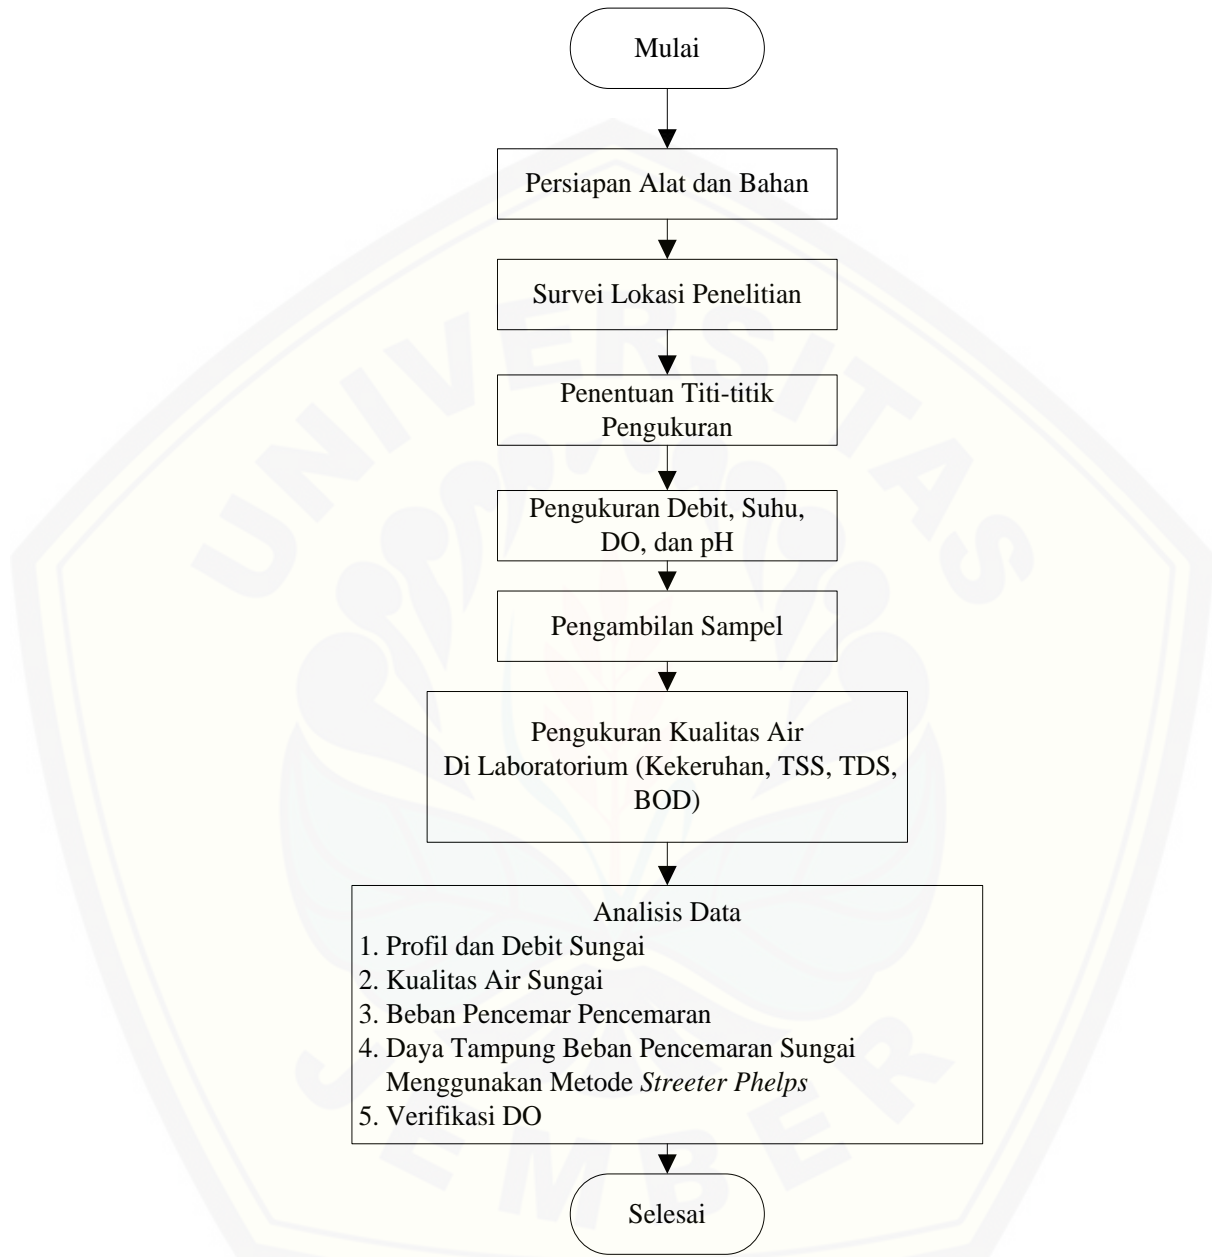 Mulai
Persiapan Alat dan Bahan
Survei Lokasi Penelitian
Penentuan Titi-titik
Pengukuran
Pengukuran Debit, Suhu,
DO, dan pH
Pengambilan Sampel
Pengukuran Kualitas Air
Di Laboratorium (Kekeruhan, TSS, TDS,
BOD)
Analisis Data
1. Profil dan Debit Sungai
2. Kualitas Air Sungai
3. Beban Pencemar Pencemaran
4. Daya Tampung Beban Pencemaran Sungai
Menggunakan Metode Streeter Phelps
5. Verifikasi DO
Selesai
UNIVERSITAS
JEMBER